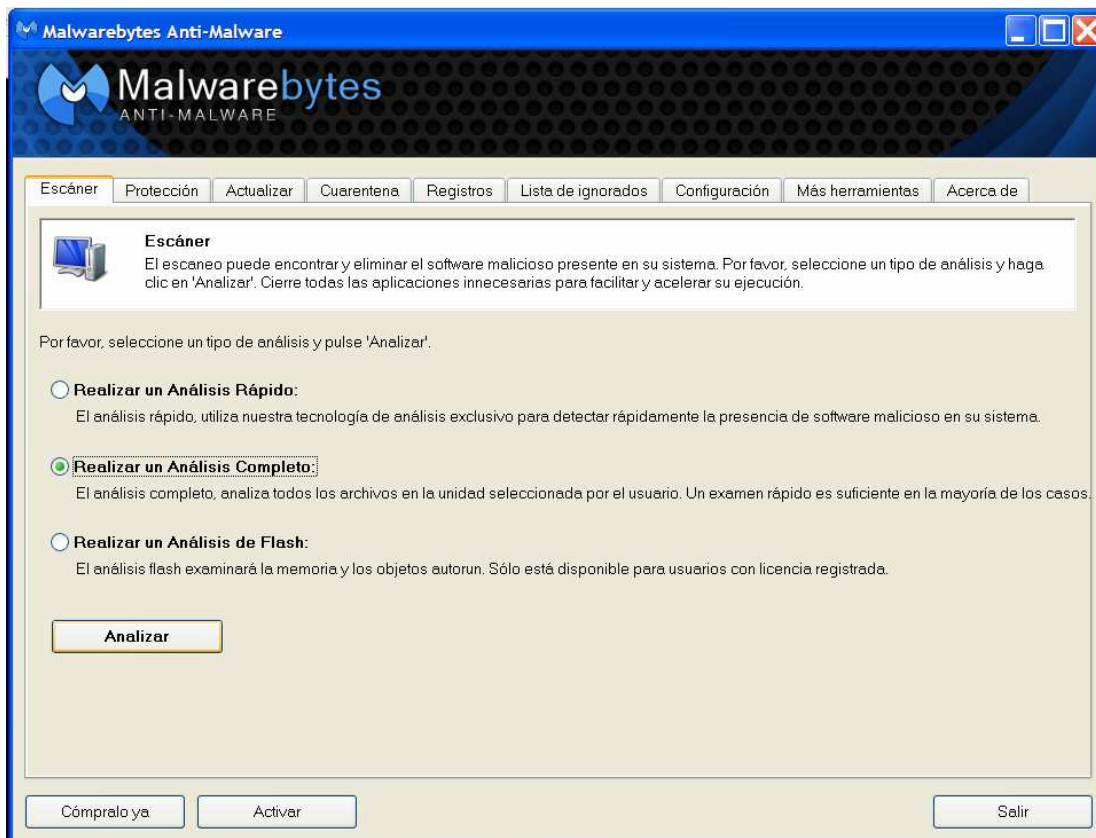 Malwarebytes Anti-Malware
Malwarebytes
ANTI-MALWARE
Escáner Protección Actualizar Cuarentena Registros Lista de ignorados Configuración Más herramientas Acerca de
Escáner
El escaneo puede encontrar y eliminar el software malicioso presente en su sistema. Por favor, seleccione un tipo de análisis y haga
clic en 'Analizar'. Cierre todas las aplicaciones innecesarias para facilitar y acelerar su ejecución.
Por favor, seleccione un tipo de análisis y pulse 'Analizar'.
Realizar un Análisis Rápido:
El análisis rápido, utiliza nuestra tecnología de análisis exclusivo para detectar rápidamente la presencia de software malicioso en su sistema.
Realizar un Análisis Completo:
El análisis completo, analiza todos los archivos en la unidad seleccionada por el usuario. Un examen rápido es suficiente en la mayoría de los casos.
Realizar un Análisis de Flash:
El análisis flash examinará la memoria y los objetos autorun. Sólo está disponible para usuarios con licencia registrada.
Analizar
Cómpralo ya Activar Salir